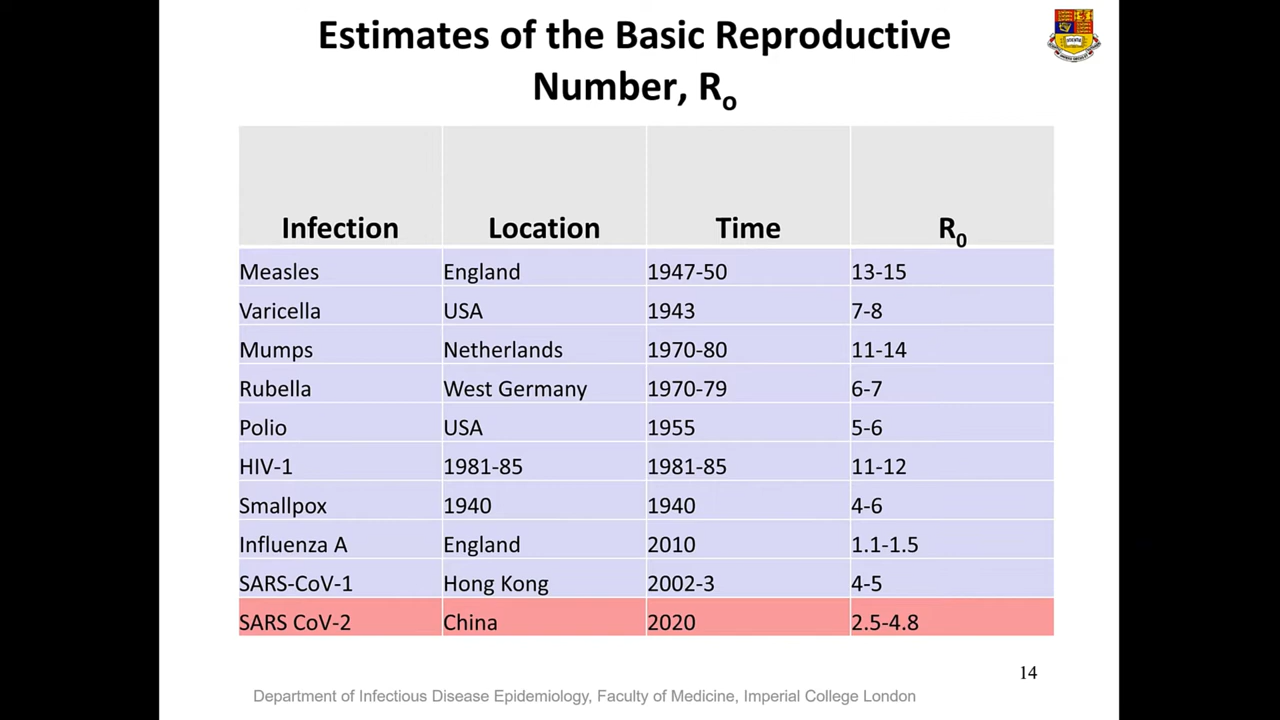 Estimates of the Basic Reproductive
Number, Ro
Infection Location Time R0
Measles England 1947-50 13-15
Varicella USA 1943 7-8
Mumps Netherlands 1970-80 11-14
Rubella West Germany 1970-79 6-7
Polio USA 1955 5-6
HIV-1 1981-85 1981-85 11-12
Smallpox 1940 1940 4-6
Influenza A England 2010 1.1-1.5
SARS-CoV-1 Hong Kong 2002-3 4-5
SARS CoV-2 China 2020 2.5-4.8
14
Department of Infectious Disease Epidemiology, Faculty of Medicine, Imperial College London